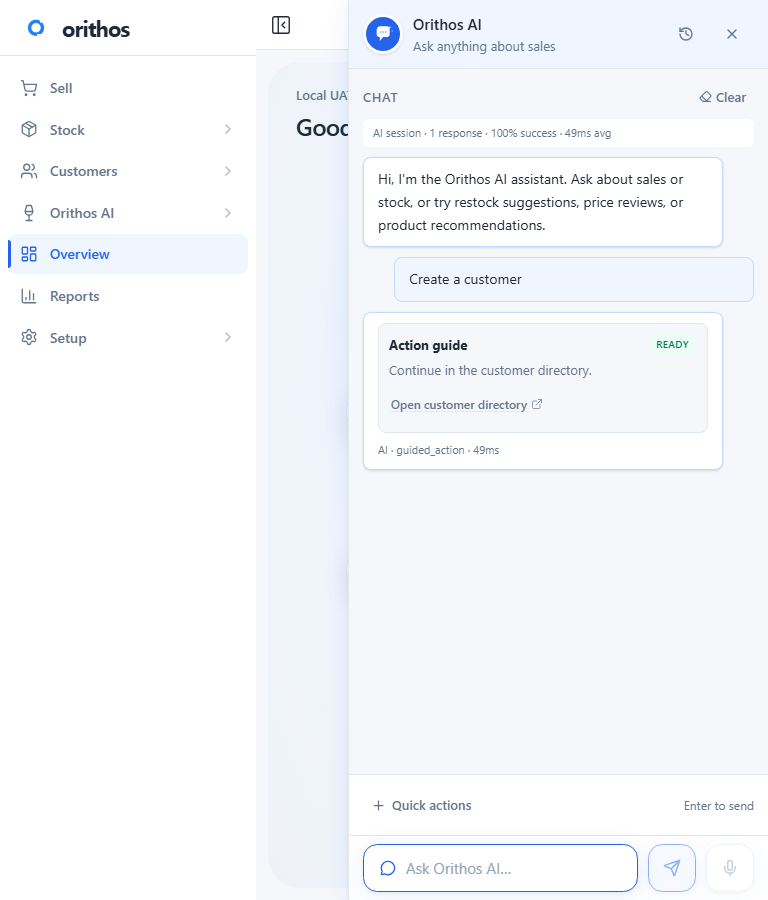 orithos
Sell
Stock
Customers
Orithos AI
Overview
Reports
Setup
Local UA
Good
Orithos AI
Ask anything about sales
CHAT
Clear
AI session · 1 response · 100% success · 49ms avg
Hi, I'm the Orithos AI assistant. Ask about sales or
stock, or try restock suggestions, price reviews, or
product recommendations.
Create a customer
Action guide
READY
Continue in the customer directory.
Open customer directory
AI · guided_action · 49ms
Quick actions
Enter to send
Ask Orithos AI...